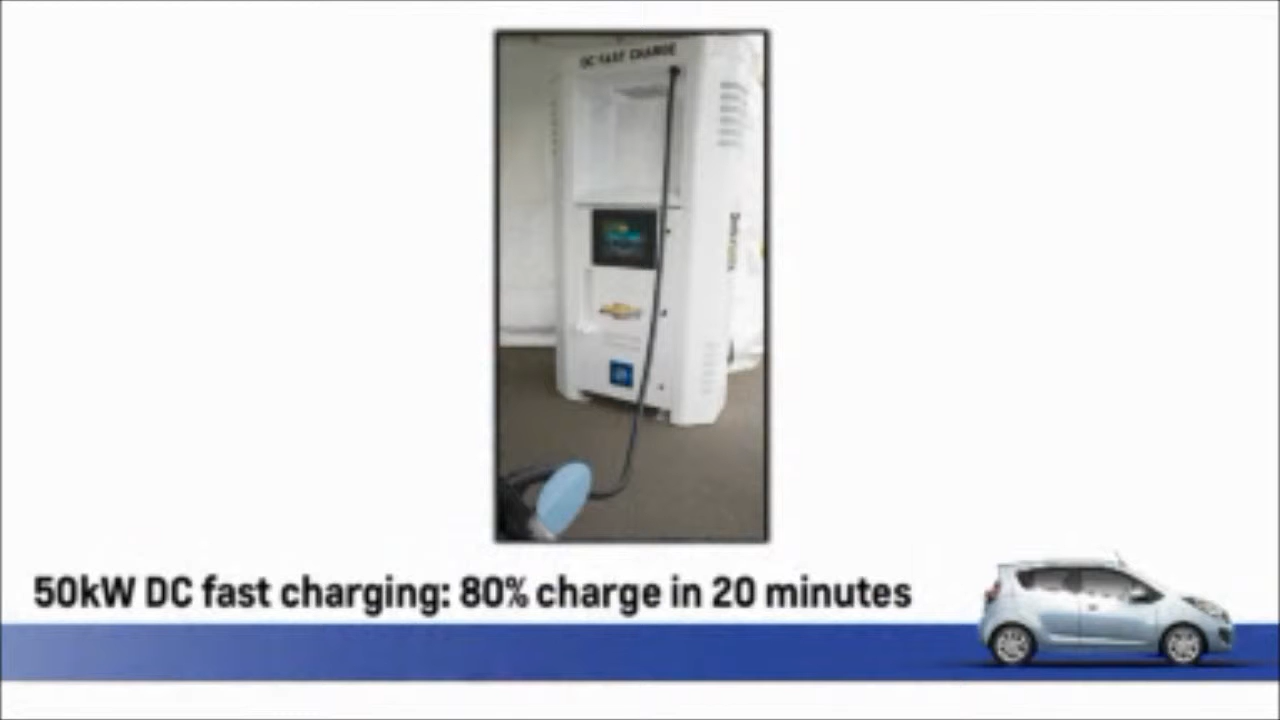 DC FAST CHARGE
50kW DC fast charging: 80% charge in 20 minutes